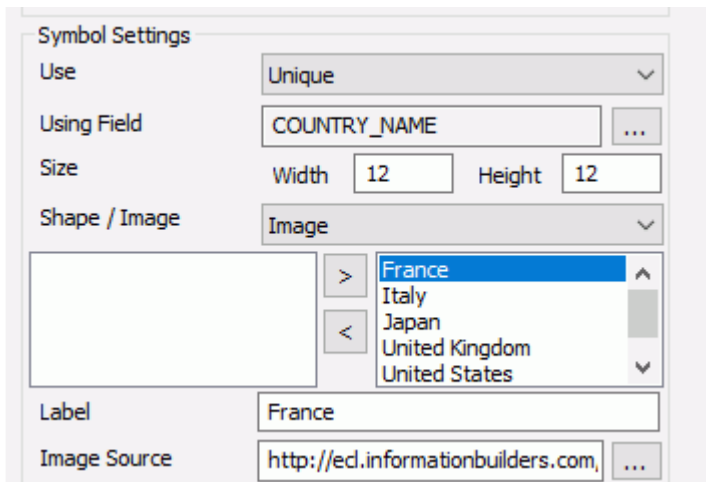 Symbol Settings
Use Unique
Using Field COUNTRY_NAME ...
Size Width 12 Height 12
Shape / Image Image
> France
Italy
Japan
< United Kingdom
United States
Label France
Image Source http://ecl.informationbuilders.com, ...